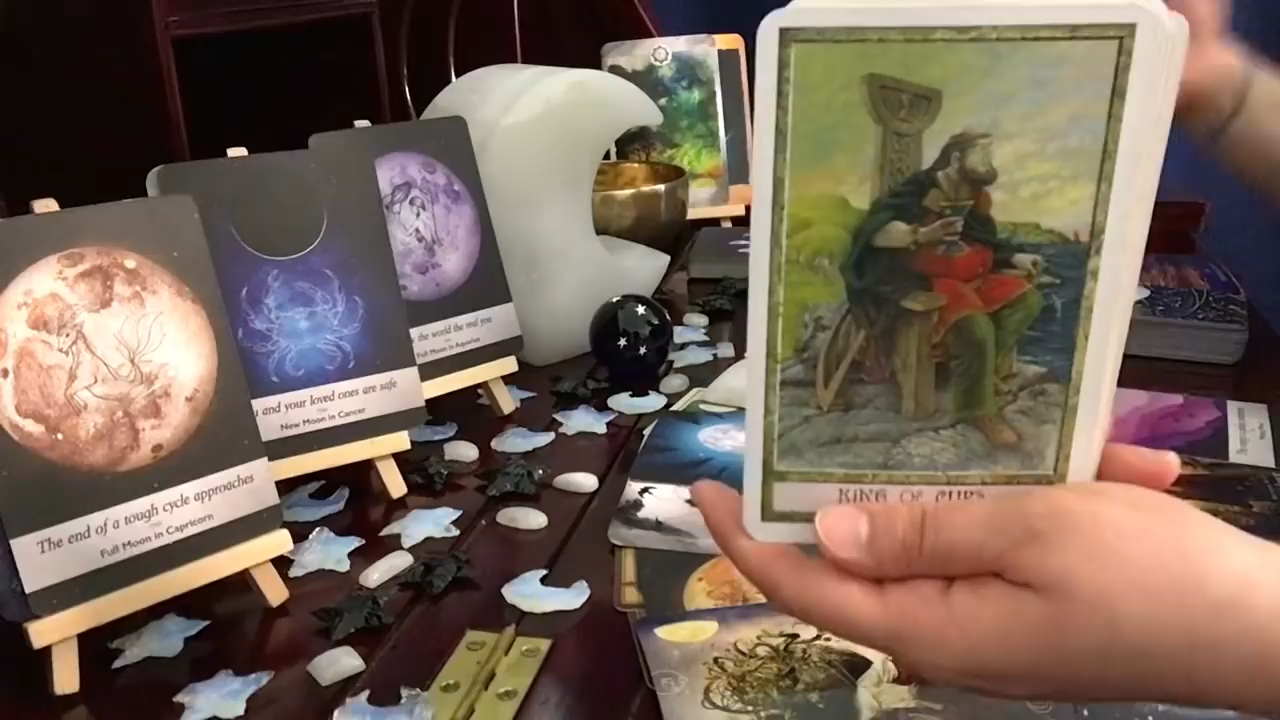 The end of a tough cycle approaches
Full Moon in Capricorn
and your loved ones are safe
New Moon in Cancer
the world the real you
Full Moon in Aquarius
KING OF CUPS